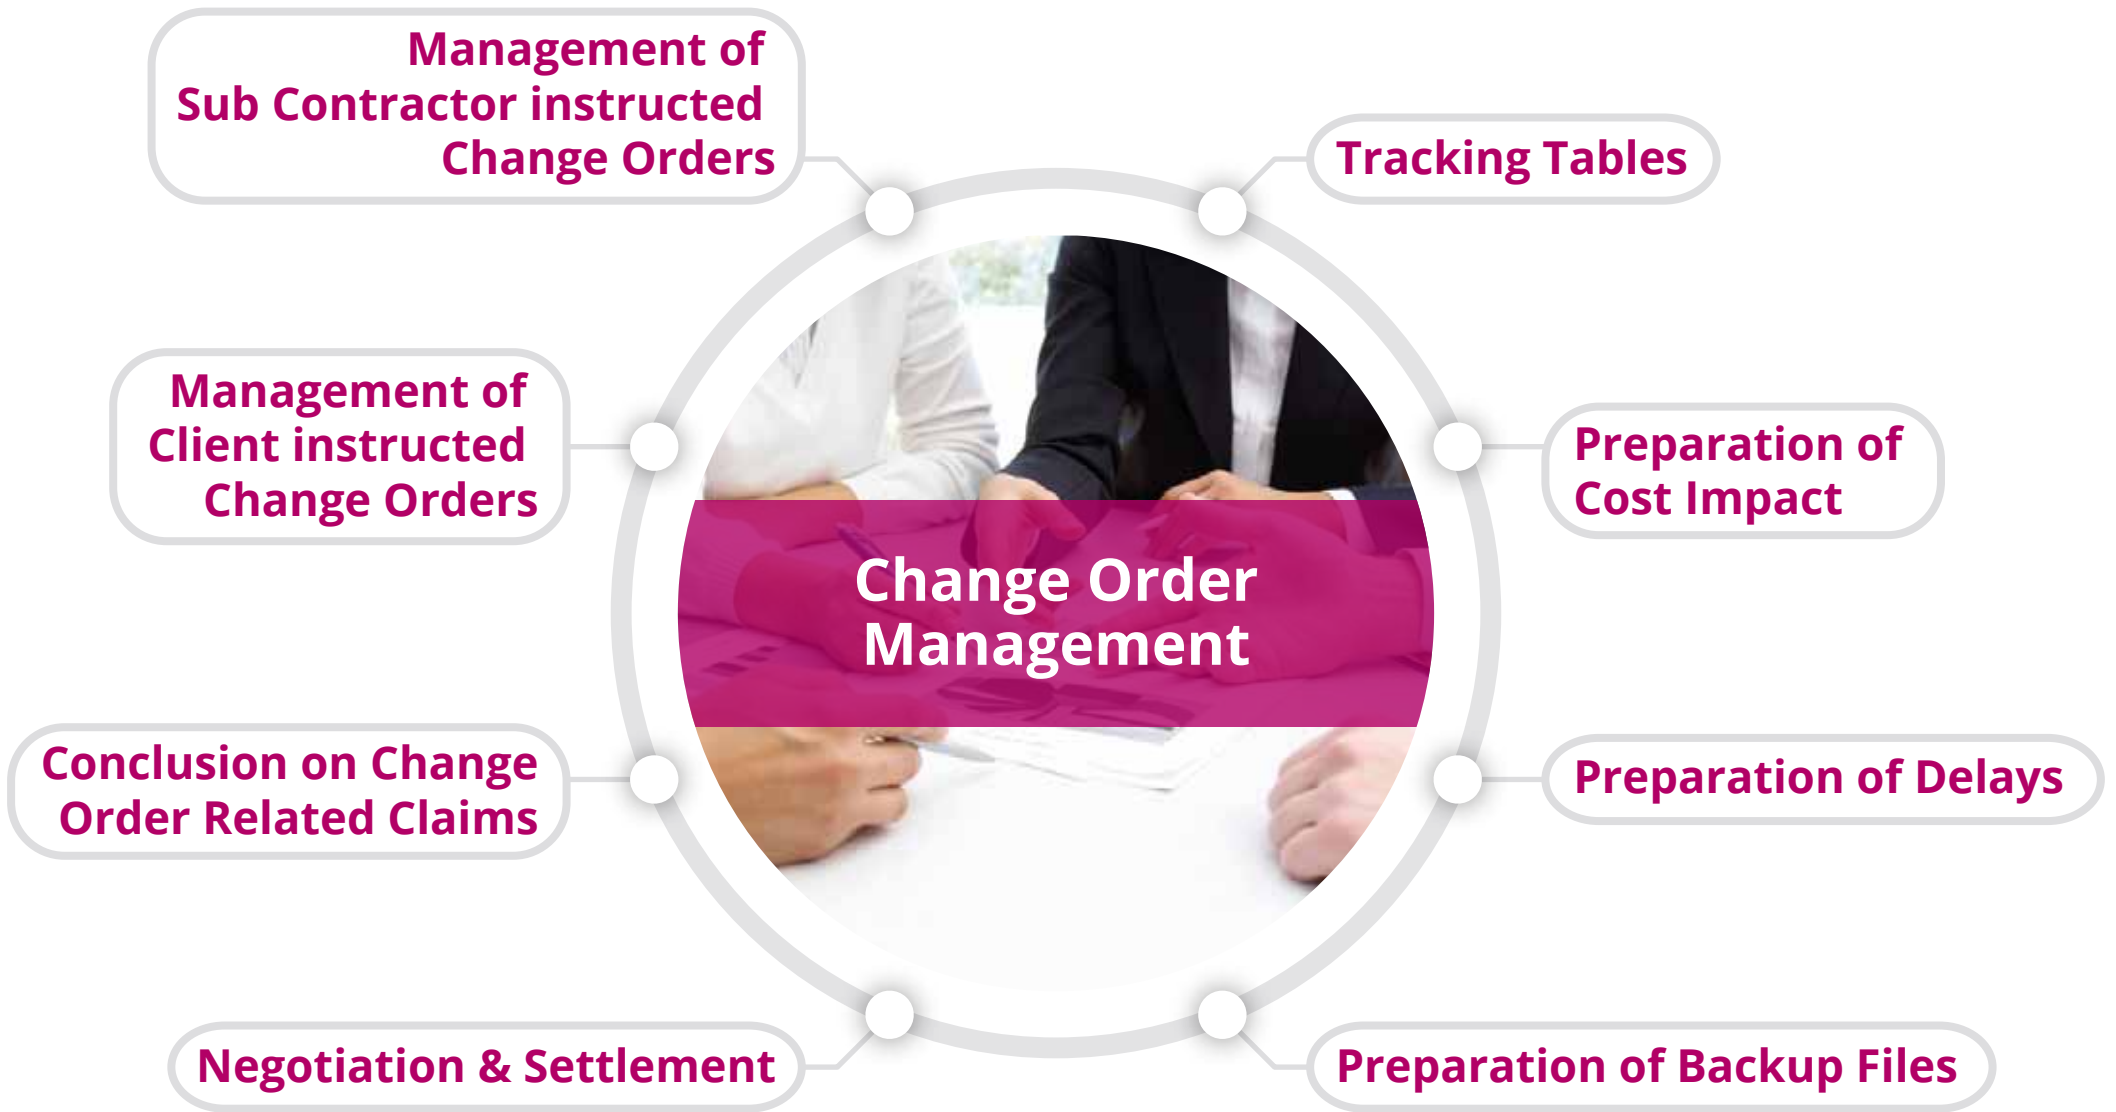 Management of
Sub Contractor instructed
Change Orders
Tracking Tables
Management of
Client instructed
Change Orders
Preparation of
Cost Impact
Change Order
Management
Conclusion on Change
Order Related Claims
Preparation of Delays
Negotiation & Settlement
Preparation of Backup Files